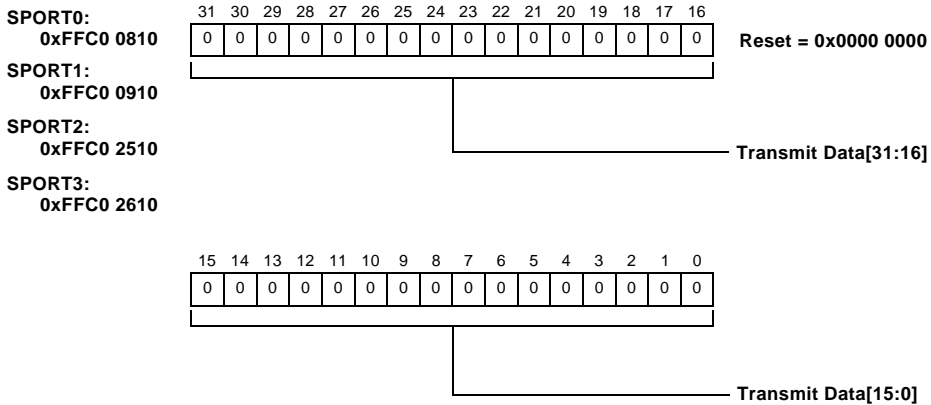 SPORT0:
0xFFC0 0810
SPORT1:
0xFFC0 0910
SPORT2:
0xFFC0 2510
SPORT3:
0xFFC0 2610
31 30 29 28 27 26 25 24 23 22 21 20 19 18 17 16
0 0 0 0 0 0 0 0 0 0 0 0 0 0 0 0
Reset = 0x0000 0000
Transmit Data[31:16]
15 14 13 12 11 10 9 8 7 6 5 4 3 2 1 0
0 0 0 0 0 0 0 0 0 0 0 0 0 0 0 0
Transmit Data[15:0]